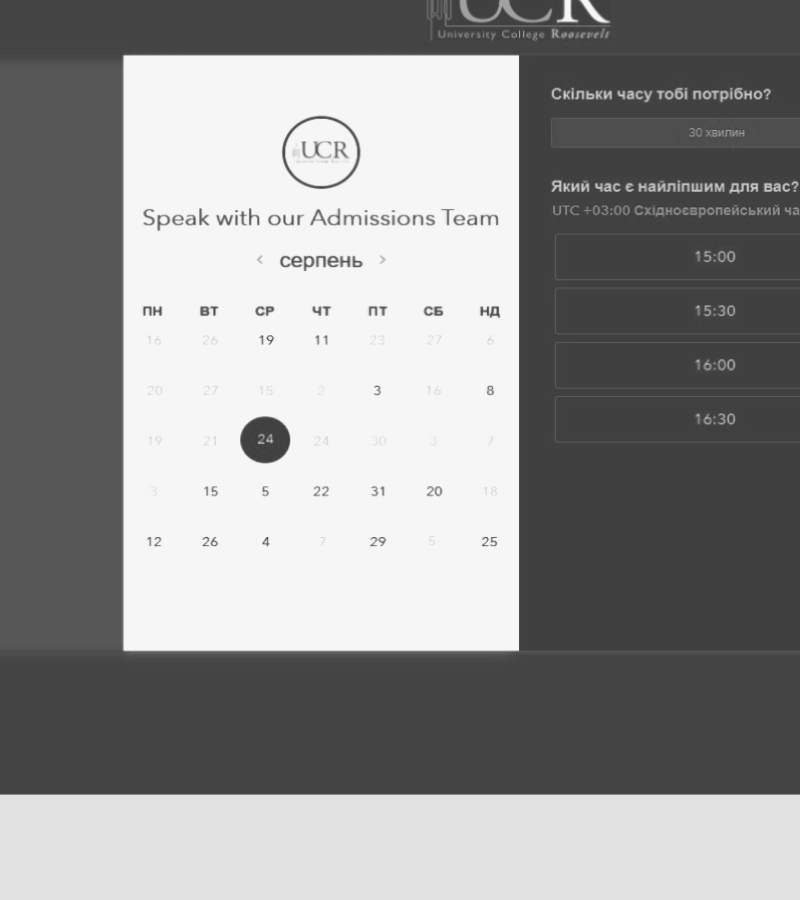 UCR
University College Roosevelt
UCR
Speak with our Admissions Team
серпень
ПН ВТ СР ЧТ ПТ СБ НД
16 26 19 11 23 27 6
20 27 15 2 3 16 8
19 21 24 24 30 3 7
3 15 5 22 31 20 18
12 26 4 7 29 5 25
Скільки часу тобі потрібно?
30 хвилин
Який час є найліпшим для вас?
UTC +03:00 Східноєвропейський ча
15:00
15:30
16:00
16:30